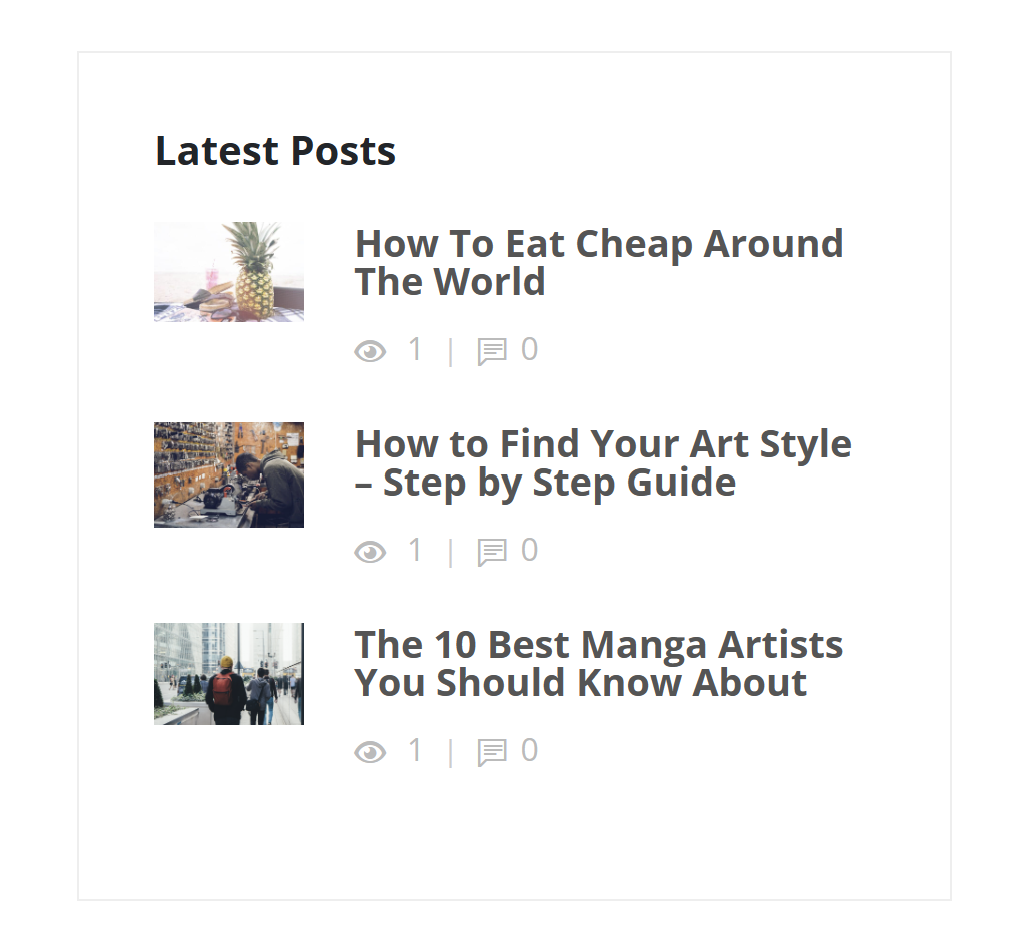 Latest Posts
How To Eat Cheap Around
The World
1 | 0
How to Find Your Art Style
– Step by Step Guide
1 | 0
The 10 Best Manga Artists
You Should Know About
1 | 0